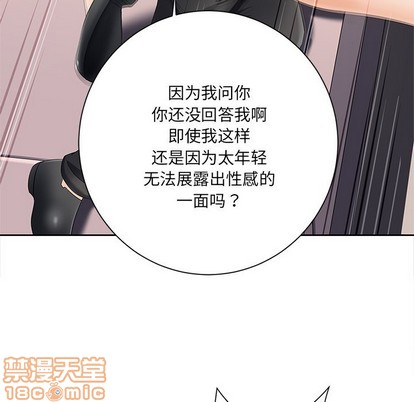 因为我问你
你还没回答我啊
即使我这样
还是因为太年轻
无法展露出性感的
一面吗？
禁漫天堂
18comic